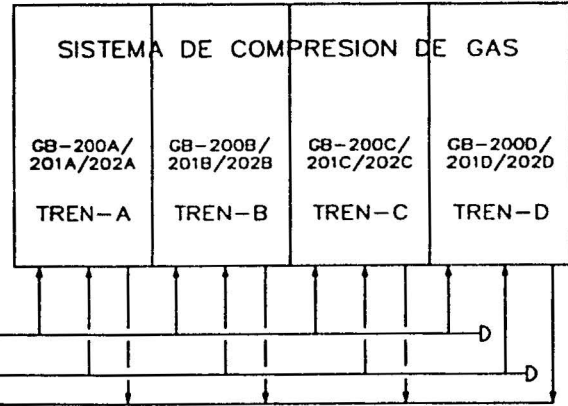 SISTEMA DE COMPRESION DE GAS
GB-200A/
201A/202A
TREN-A
GB-200B/
201B/202B
TREN-B
GB-200C/
201C/202C
TREN-C
GB-200D/
201D/202D
TREN-D